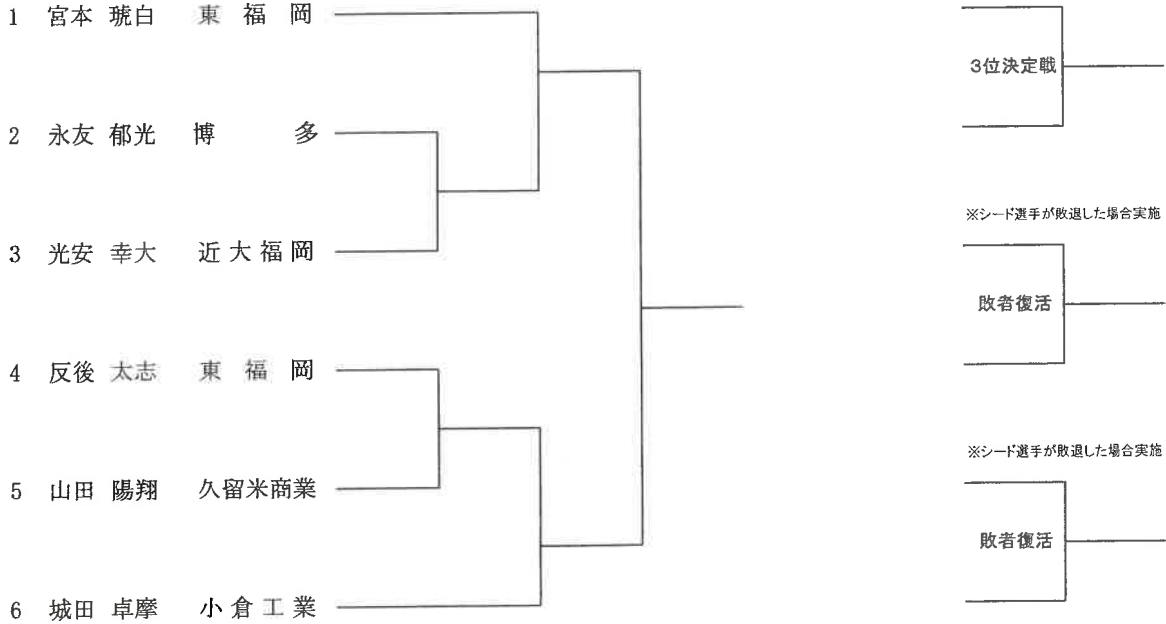 1 宮本 琥白 東福岡
2 永友 郁光 博多
3 光安 幸大 近大福岡
4 反後 太志 東福岡
5 山田 陽翔 久留米商業
6 城田 卓摩 小倉工業
3位決定戦
※シード選手が敗退した場合実施
敗者復活
※シード選手が敗退した場合実施
敗者復活